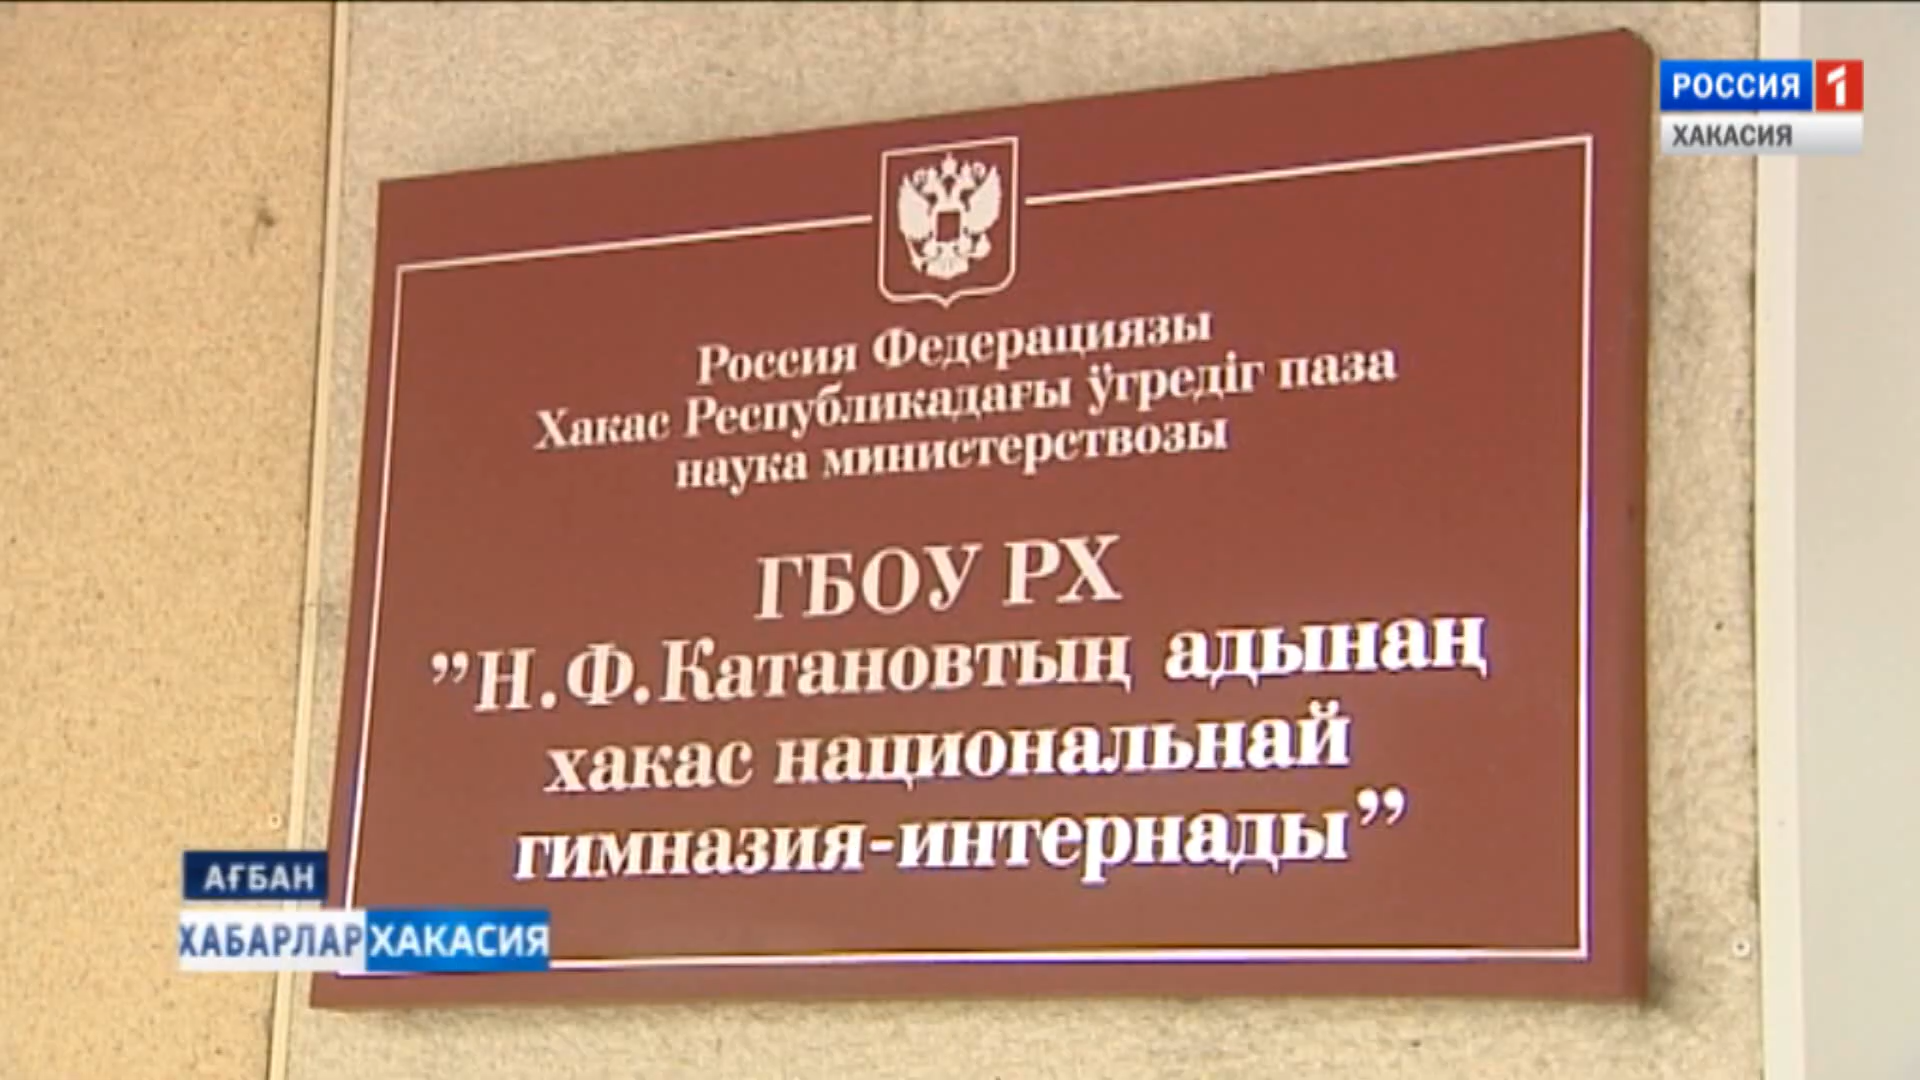 РОССИЯ 1
ХАКАСИЯ
Россия Федерациязы
Хакас Республикадағы ӱгредіг паза
наука министерствозы
ГБОУ РХ
”Н.Ф.Катановтың адынаң
хакас национальнай
гимназия-интернады”
АҒБАН
ХАБАРЛАР ХАКАСИЯ